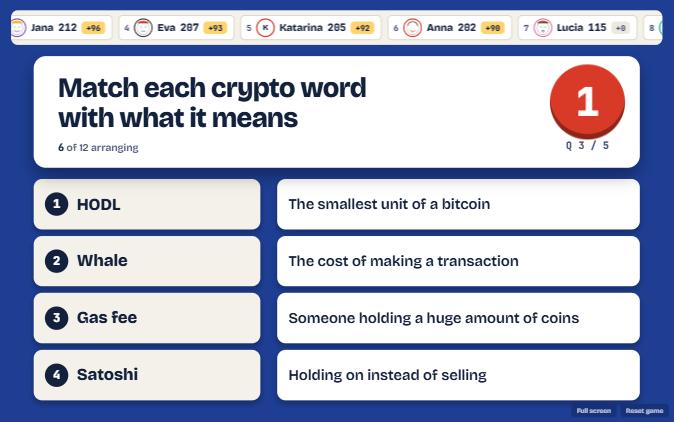 Jana 212 +96
4 Eva 207 +93
5 K Katarina 205 +92
6 Anna 202 +90
7 Lucia 115 +0
8
Match each crypto word
with what it means
6 of 12 arranging
1
Q 3 / 5
1 HODL
The smallest unit of a bitcoin
2 Whale
The cost of making a transaction
3 Gas fee
Someone holding a huge amount of coins
4 Satoshi
Holding on instead of selling
Full screen
Reset game